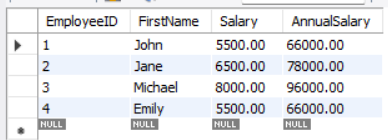 EmployeeID FirstName Salary AnnualSalary
1 John 5500.00 66000.00
2 Jane 6500.00 78000.00
3 Michael 8000.00 96000.00
4 Emily 5500.00 66000.00
NULL NULL NULL NULL